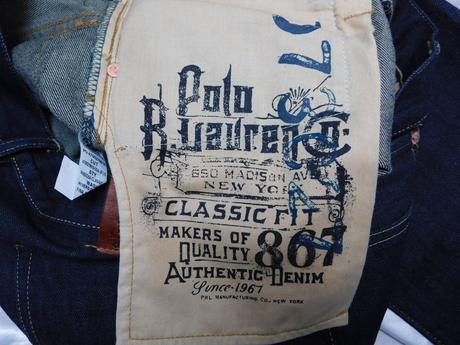 Polo
R. Lauren Co.
650 MADISON AVE
NEW YORK
CLASSIC FIT
MAKERS OF
QUALITY 867
AUTHENTIC DENIM
Since 1967
PRL MANUFACTURING CO., NEW YORK